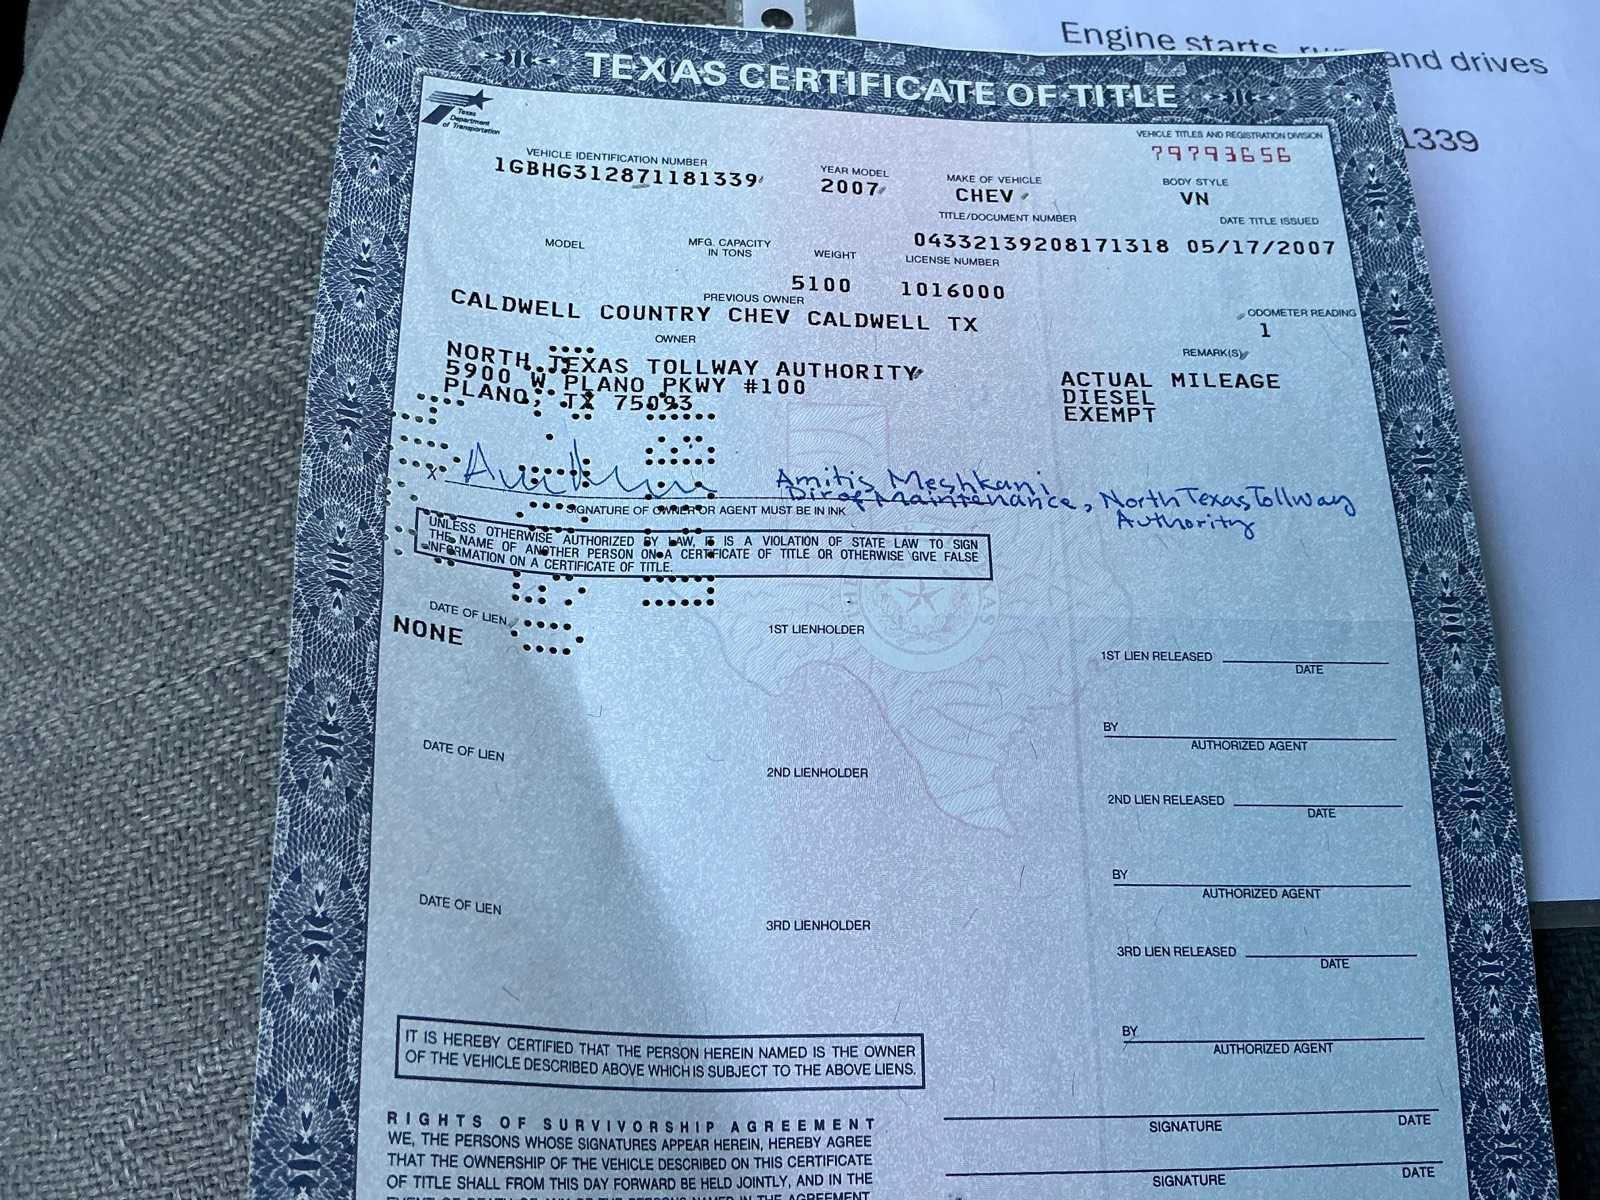 Engine starts, runs and drives
1339
TEXAS CERTIFICATE OF TITLE
Texas
Department
of Transportation
VEHICLE TITLES AND REGISTRATION DIVISION
79793656
VEHICLE IDENTIFICATION NUMBER
1GBHG312871181339
YEAR MODEL
2007
MAKE OF VEHICLE
CHEV
BODY STYLE
VN
TITLE/DOCUMENT NUMBER
04332139208171318
DATE TITLE ISSUED
05/17/2007
MODEL
MFG. CAPACITY
IN TONS
WEIGHT
5100
LICENSE NUMBER
1016000
PREVIOUS OWNER
CALDWELL COUNTRY CHEV CALDWELL TX
ODOMETER READING
1
OWNER
NORTH TEXAS TOLLWAY AUTHORITY
5900 W PLANO PKWY #100
PLANO, TX 75093
REMARK(S)
ACTUAL MILEAGE
DIESEL
EXEMPT
X
Amitis Meshkani
Dir of Maintenance, North Texas Tollway
Authority
SIGNATURE OF OWNER OR AGENT MUST BE IN INK
UNLESS OTHERWISE AUTHORIZED BY LAW, IT IS A VIOLATION OF STATE LAW TO SIGN
THE NAME OF ANOTHER PERSON ON A CERTIFICATE OF TITLE OR OTHERWISE GIVE FALSE
INFORMATION ON A CERTIFICATE OF TITLE.
DATE OF LIEN
NONE
1ST LIENHOLDER
1ST LIEN RELEASED
DATE
BY
AUTHORIZED AGENT
DATE OF LIEN
2ND LIENHOLDER
2ND LIEN RELEASED
DATE
BY
AUTHORIZED AGENT
DATE OF LIEN
3RD LIENHOLDER
3RD LIEN RELEASED
DATE
BY
AUTHORIZED AGENT
IT IS HEREBY CERTIFIED THAT THE PERSON HEREIN NAMED IS THE OWNER
OF THE VEHICLE DESCRIBED ABOVE WHICH IS SUBJECT TO THE ABOVE LIENS.
RIGHTS OF SURVIVORSHIP AGREEMENT
WE, THE PERSONS WHOSE SIGNATURES APPEAR HEREIN, HEREBY AGREE
THAT THE OWNERSHIP OF THE VEHICLE DESCRIBED ON THIS CERTIFICATE
OF TITLE SHALL FROM THIS DAY FORWARD BE HELD JOINTLY, AND IN THE
SIGNATURE
DATE
SIGNATURE
DATE